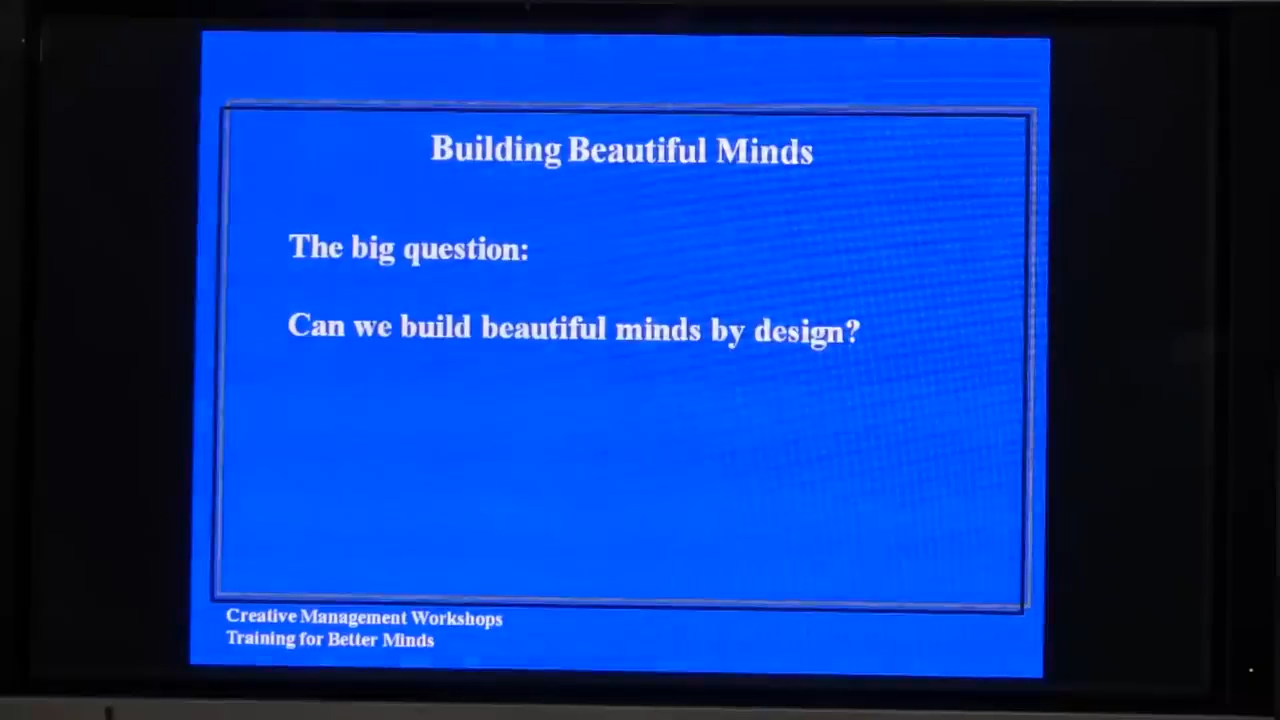 Building Beautiful Minds
The big question:
Can we build beautiful minds by design?
Creative Management Workshops
Training for Better Minds